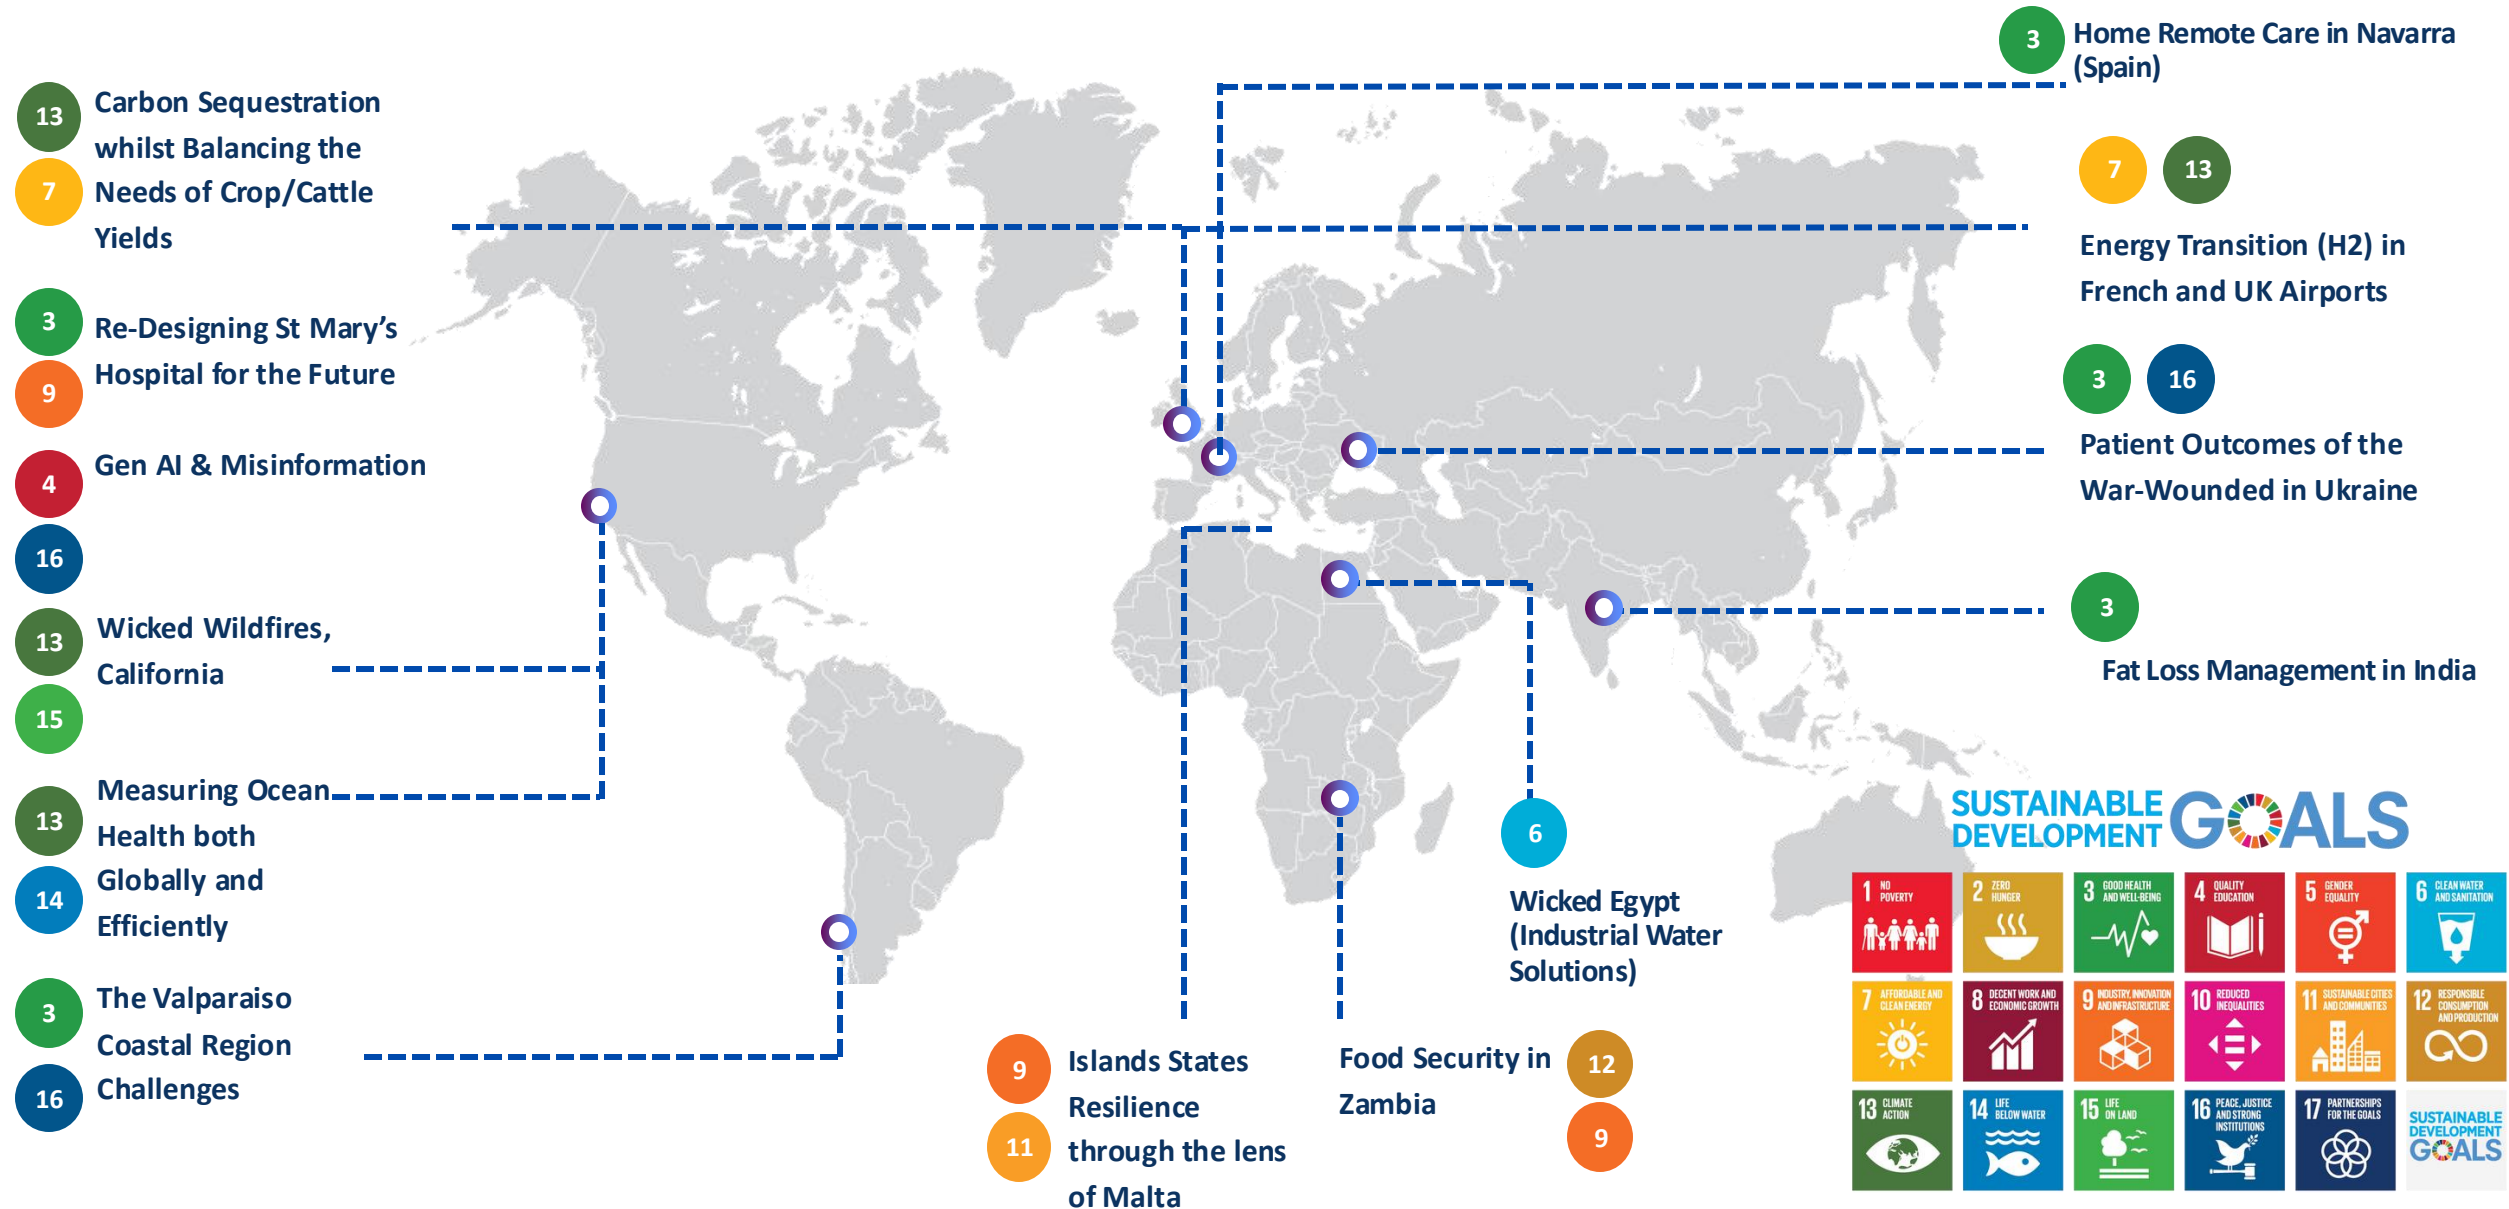 13
Carbon Sequestration
whilst Balancing the
7
Needs of Crop/Cattle
Yields
3
Re-Designing St Mary’s
Hospital for the Future
9
4
Gen AI & Misinformation
16
13
Wicked Wildfires,
California
15
13
Measuring Ocean
Health both
14
Globally and
Efficiently
3
The Valparaiso
Coastal Region
16
Challenges
9
Islands States
Resilience
11
through the lens
of Malta
Food Security in
Zambia
12
9
6
Wicked Egypt
(Industrial Water
Solutions)
3
Home Remote Care in Navarra
(Spain)
7 13
Energy Transition (H2) in
French and UK Airports
3 16
Patient Outcomes of the
War-Wounded in Ukraine
3
Fat Loss Management in India
SUSTAINABLE
DEVELOPMENT
GOALS
1 NO
POVERTY
2 ZERO
HUNGER
3 GOOD HEALTH
AND WELL-BEING
4 QUALITY
EDUCATION
5 GENDER
EQUALITY
6 CLEAN WATER
AND SANITATION
7 AFFORDABLE AND
CLEAN ENERGY
8 DECENT WORK AND
ECONOMIC GROWTH
9 INDUSTRY, INNOVATION
AND INFRASTRUCTURE
10 REDUCED
INEQUALITIES
11 SUSTAINABLE CITIES
AND COMMUNITIES
12 RESPONSIBLE
CONSUMPTION
AND PRODUCTION
13 CLIMATE
ACTION
14 LIFE
BELOW WATER
15 LIFE
ON LAND
16 PEACE, JUSTICE
AND STRONG
INSTITUTIONS
17 PARTNERSHIPS
FOR THE GOALS
SUSTAINABLE
DEVELOPMENT
GOALS